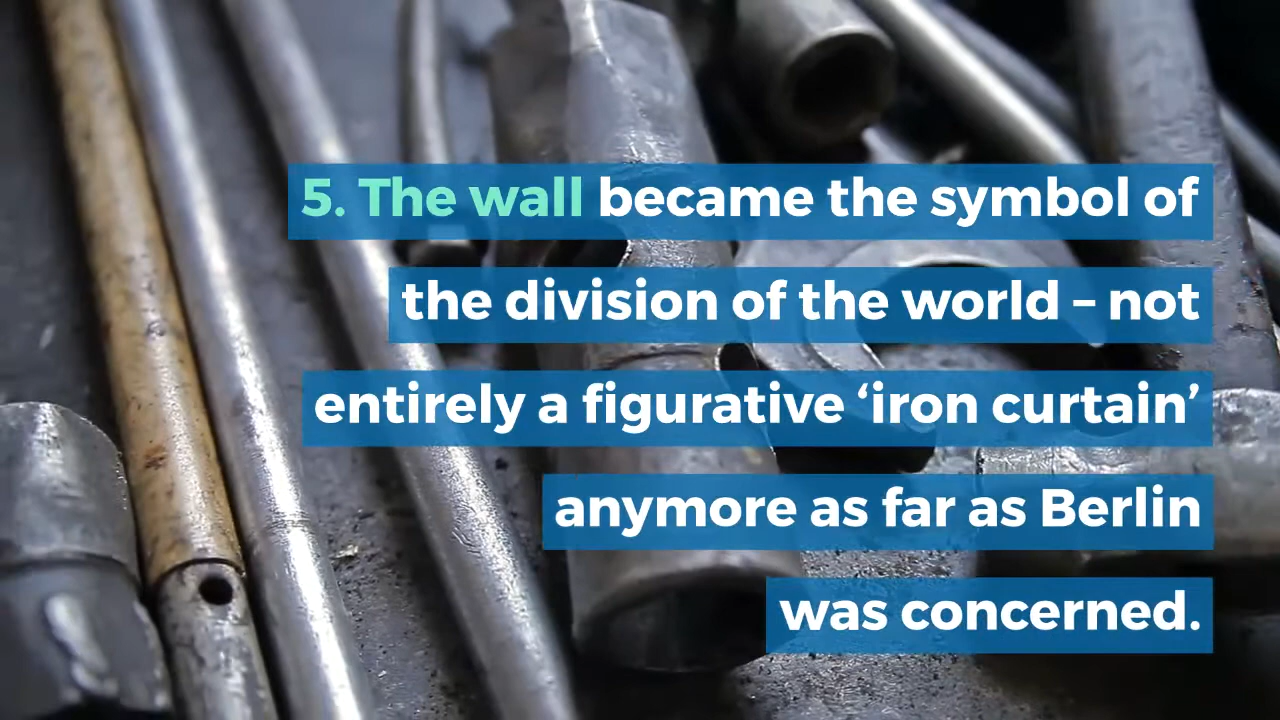 5. The wall became the symbol of
the division of the world – not
entirely a figurative ‘iron curtain’
anymore as far as Berlin
was concerned.